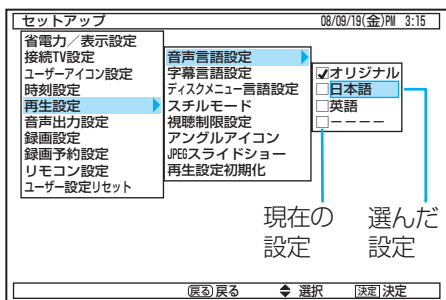 セットアップ 08/09/19(金)PM 3:15
省電力/表示設定
接続TV設定
ユーザーアイコン設定
時刻設定
再生設定
音声出力設定
録画設定
録画予約設定
リモコン設定
ユーザー設定リセット
音声言語設定
字幕言語設定
ディスクメニュー言語設定
スチルモード
視聴制限設定
アングルアイコン
JPEGスライドショー
再生設定初期化
オリジナル
日本語
英語
----
現在の
設定
選んだ
設定
戻る 戻る 選択 決定 決定